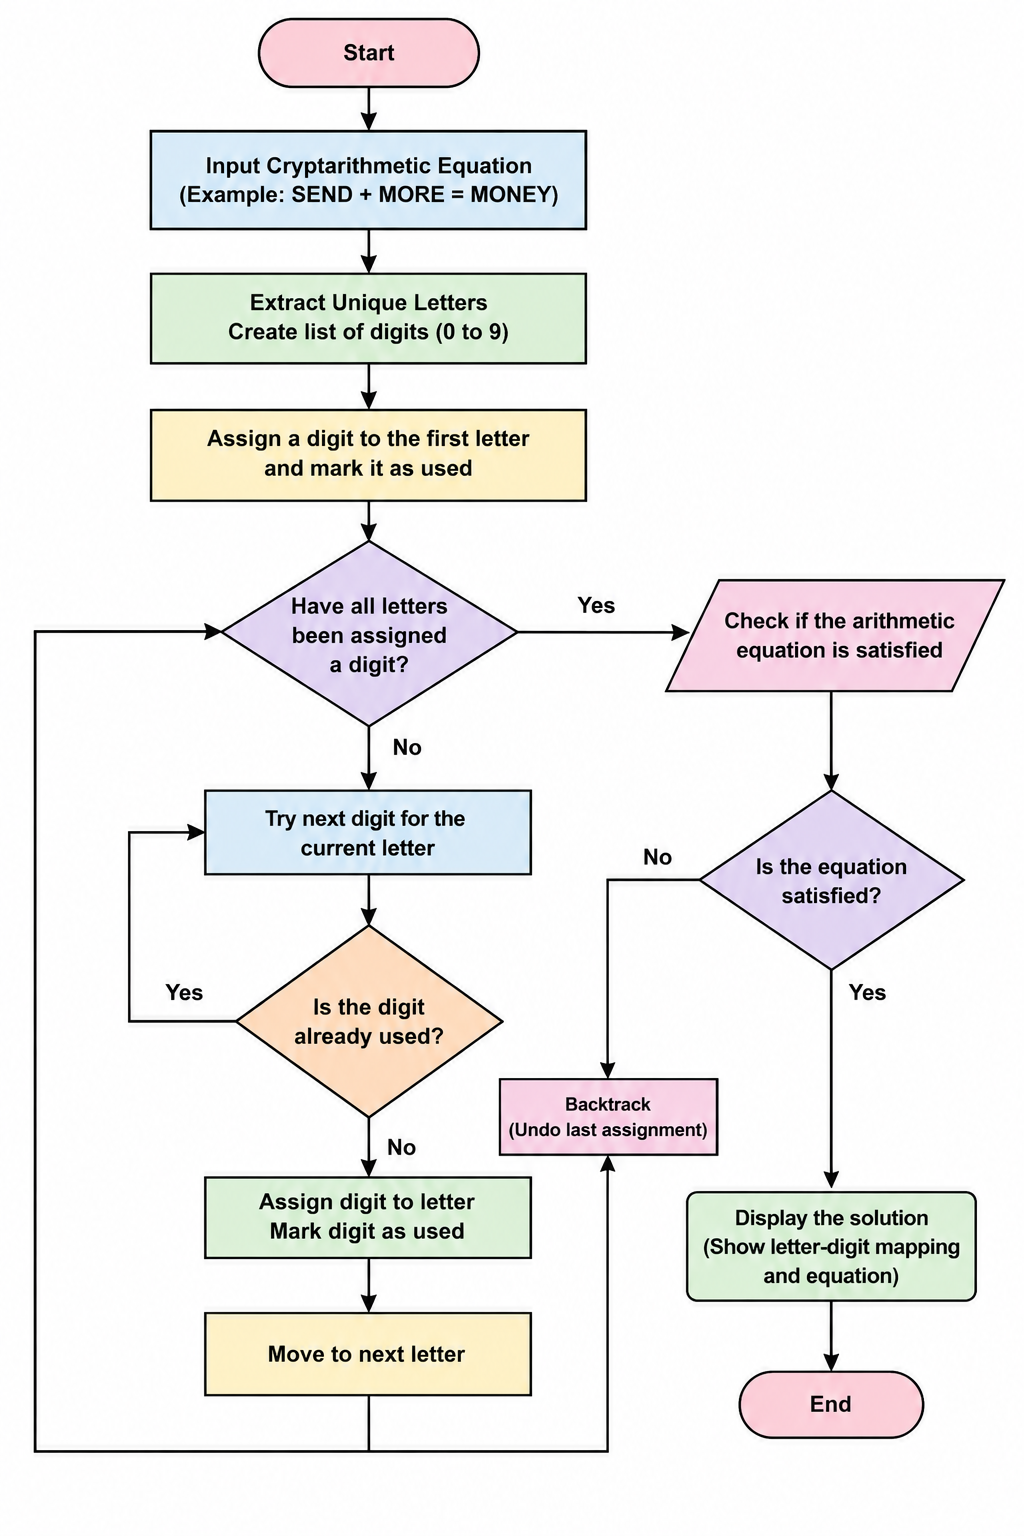 Start
Input Cryptarithmetic Equation
(Example: SEND + MORE = MONEY)
Extract Unique Letters
Create list of digits (0 to 9)
Assign a digit to the first letter
and mark it as used
Have all letters
been assigned
a digit?
Yes
Check if the arithmetic
equation is satisfied
No
Try next digit for the
current letter
No
Is the equation
satisfied?
Yes
Yes
Is the digit
already used?
Backtrack
(Undo last assignment)
No
Assign digit to letter
Mark digit as used
Display the solution
(Show letter-digit mapping
and equation)
Move to next letter
End